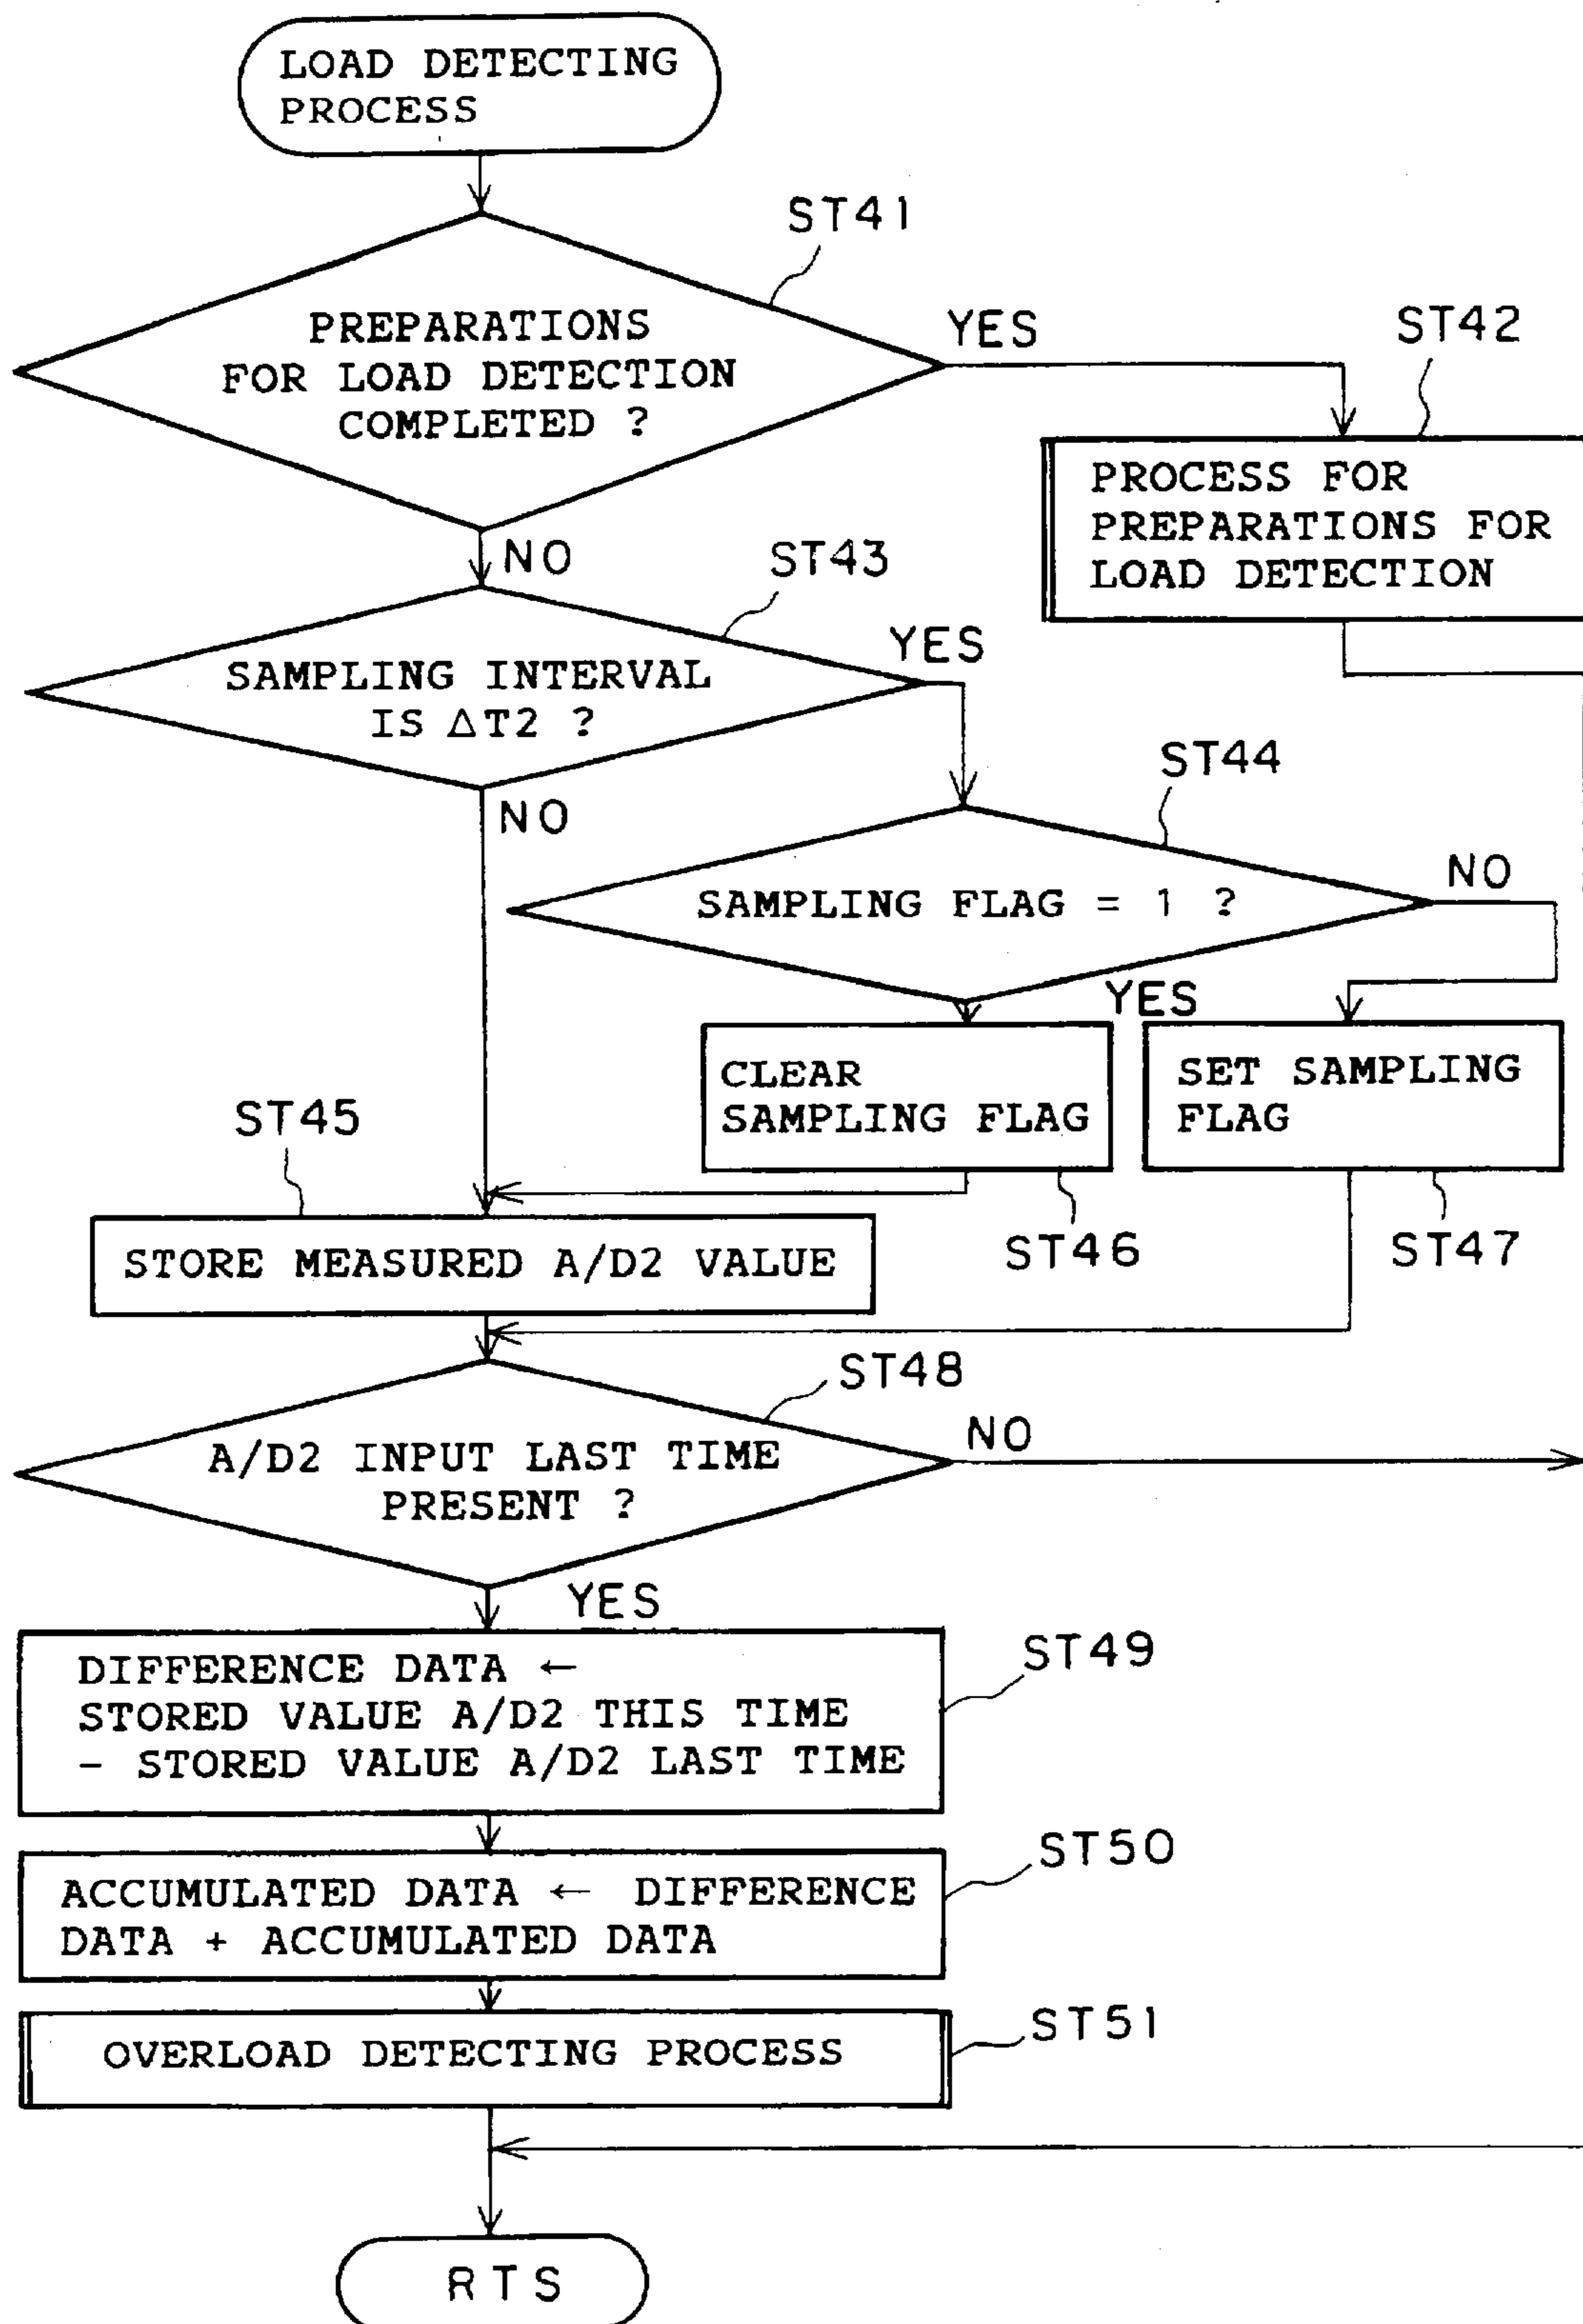 LOAD DETECTING
PROCESS
ST41
PREPARATIONS
FOR LOAD DETECTION
COMPLETED ?
YES
ST42
PROCESS FOR
PREPARATIONS FOR
LOAD DETECTION
NO
ST43
SAMPLING INTERVAL
IS △T2 ?
YES
NO
ST44
SAMPLING FLAG = 1 ?
NO
YES
CLEAR
SAMPLING FLAG
SET SAMPLING
FLAG
ST45
ST46
ST47
STORE MEASURED A/D2 VALUE
ST48
A/D2 INPUT LAST TIME
PRESENT ?
NO
YES
ST49
DIFFERENCE DATA ←
STORED VALUE A/D2 THIS TIME
- STORED VALUE A/D2 LAST TIME
ST50
ACCUMULATED DATA ← DIFFERENCE
DATA + ACCUMULATED DATA
ST51
OVERLOAD DETECTING PROCESS
RTS